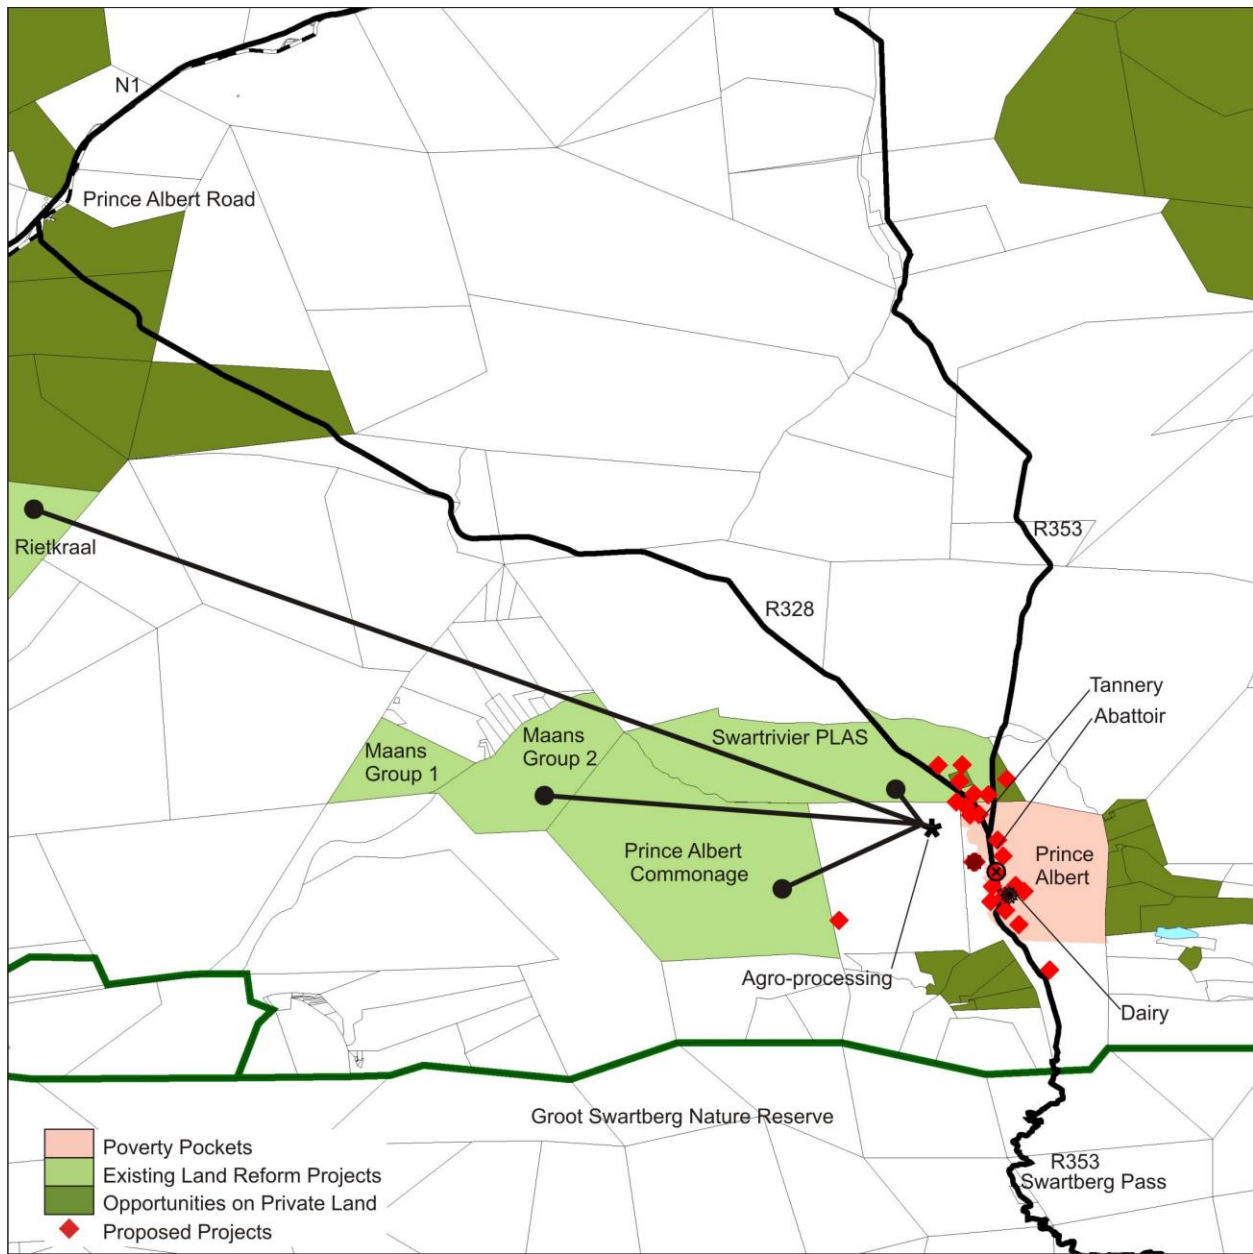 N1
Prince Albert Road
R353
Rietkraal
R328
Tannery
Abattoir
Swartrivier PLAS
Maans
Group 2
Maans
Group 1
Prince Albert
Commonage
Prince
Albert
Agro-processing
Dairy
Groot Swartberg Nature Reserve
R353
Swartberg Pass
Poverty Pockets
Existing Land Reform Projects
Opportunities on Private Land
Proposed Projects